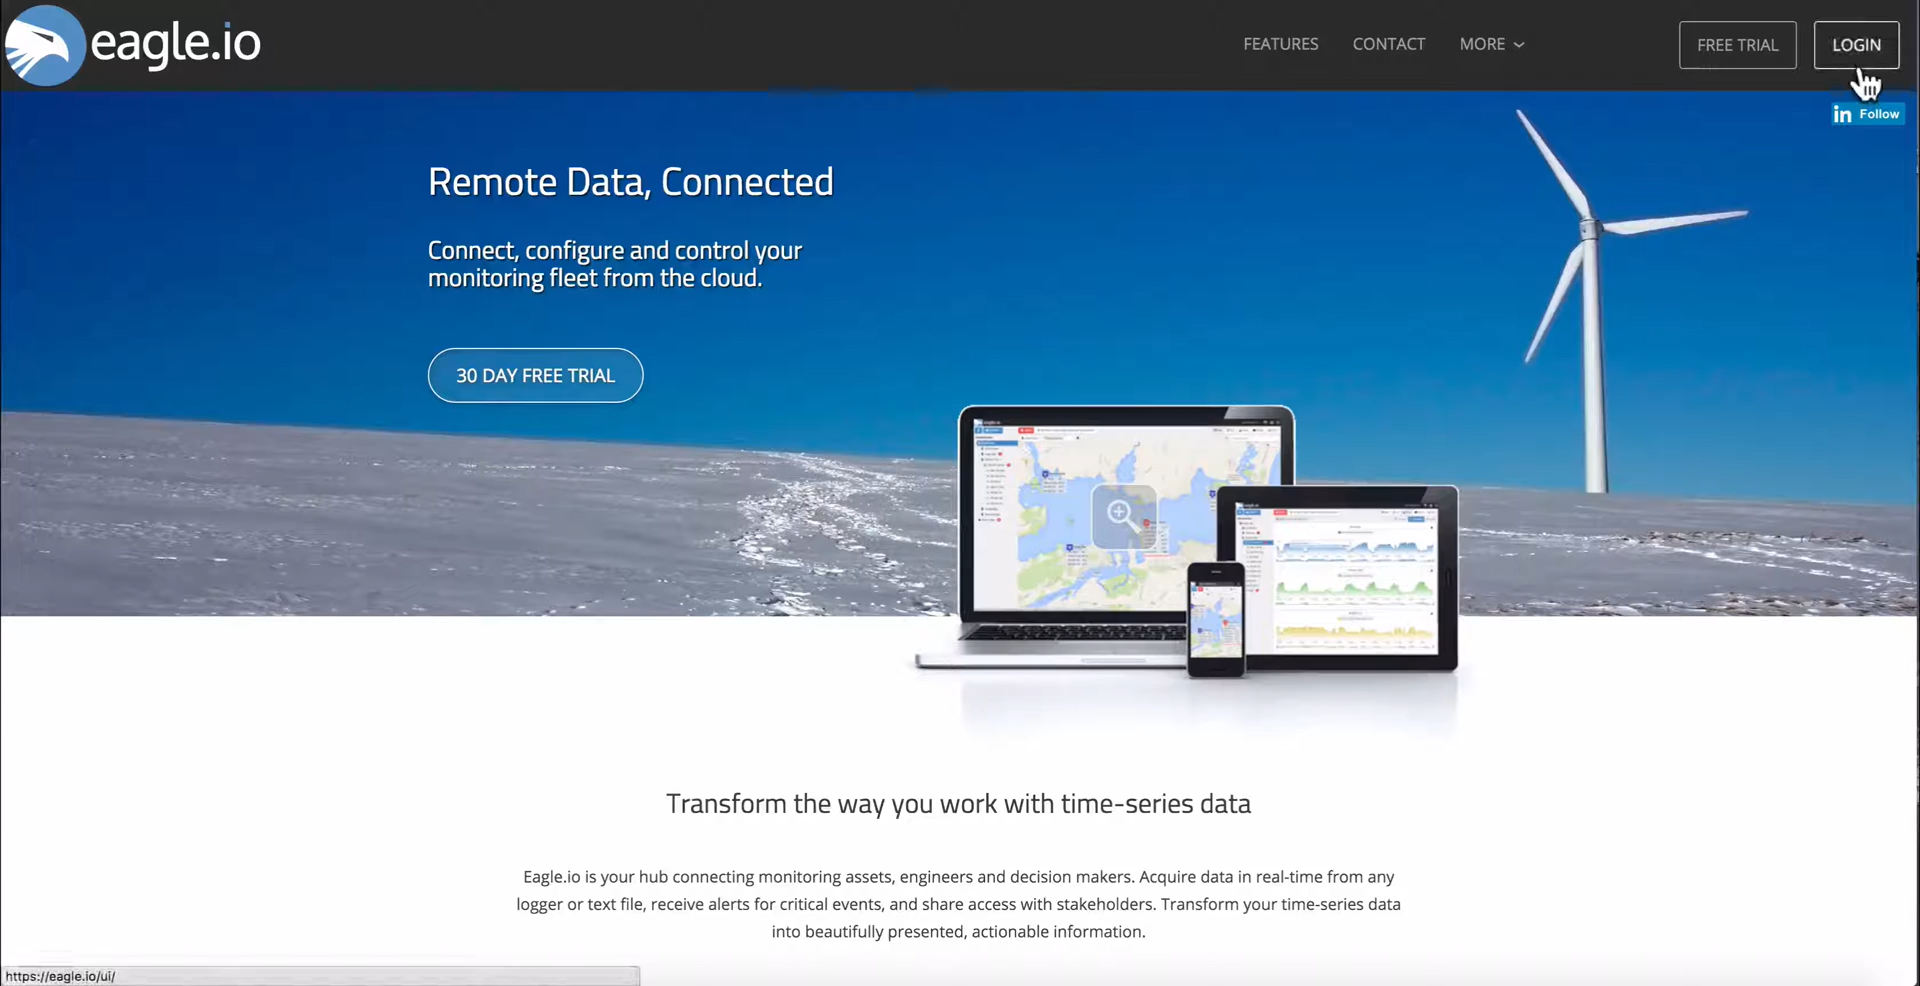 eagle.io
FEATURES
CONTACT
MORE
FREE TRIAL
LOGIN
in Follow
Remote Data, Connected
Connect, configure and control your
monitoring fleet from the cloud.
30 DAY FREE TRIAL
Transform the way you work with time-series data
Eagle.io is your hub connecting monitoring assets, engineers and decision makers. Acquire data in real-time from any
logger or text file, receive alerts for critical events, and share access with stakeholders. Transform your time-series data
into beautifully presented, actionable information.
https://eagle.io/ui/